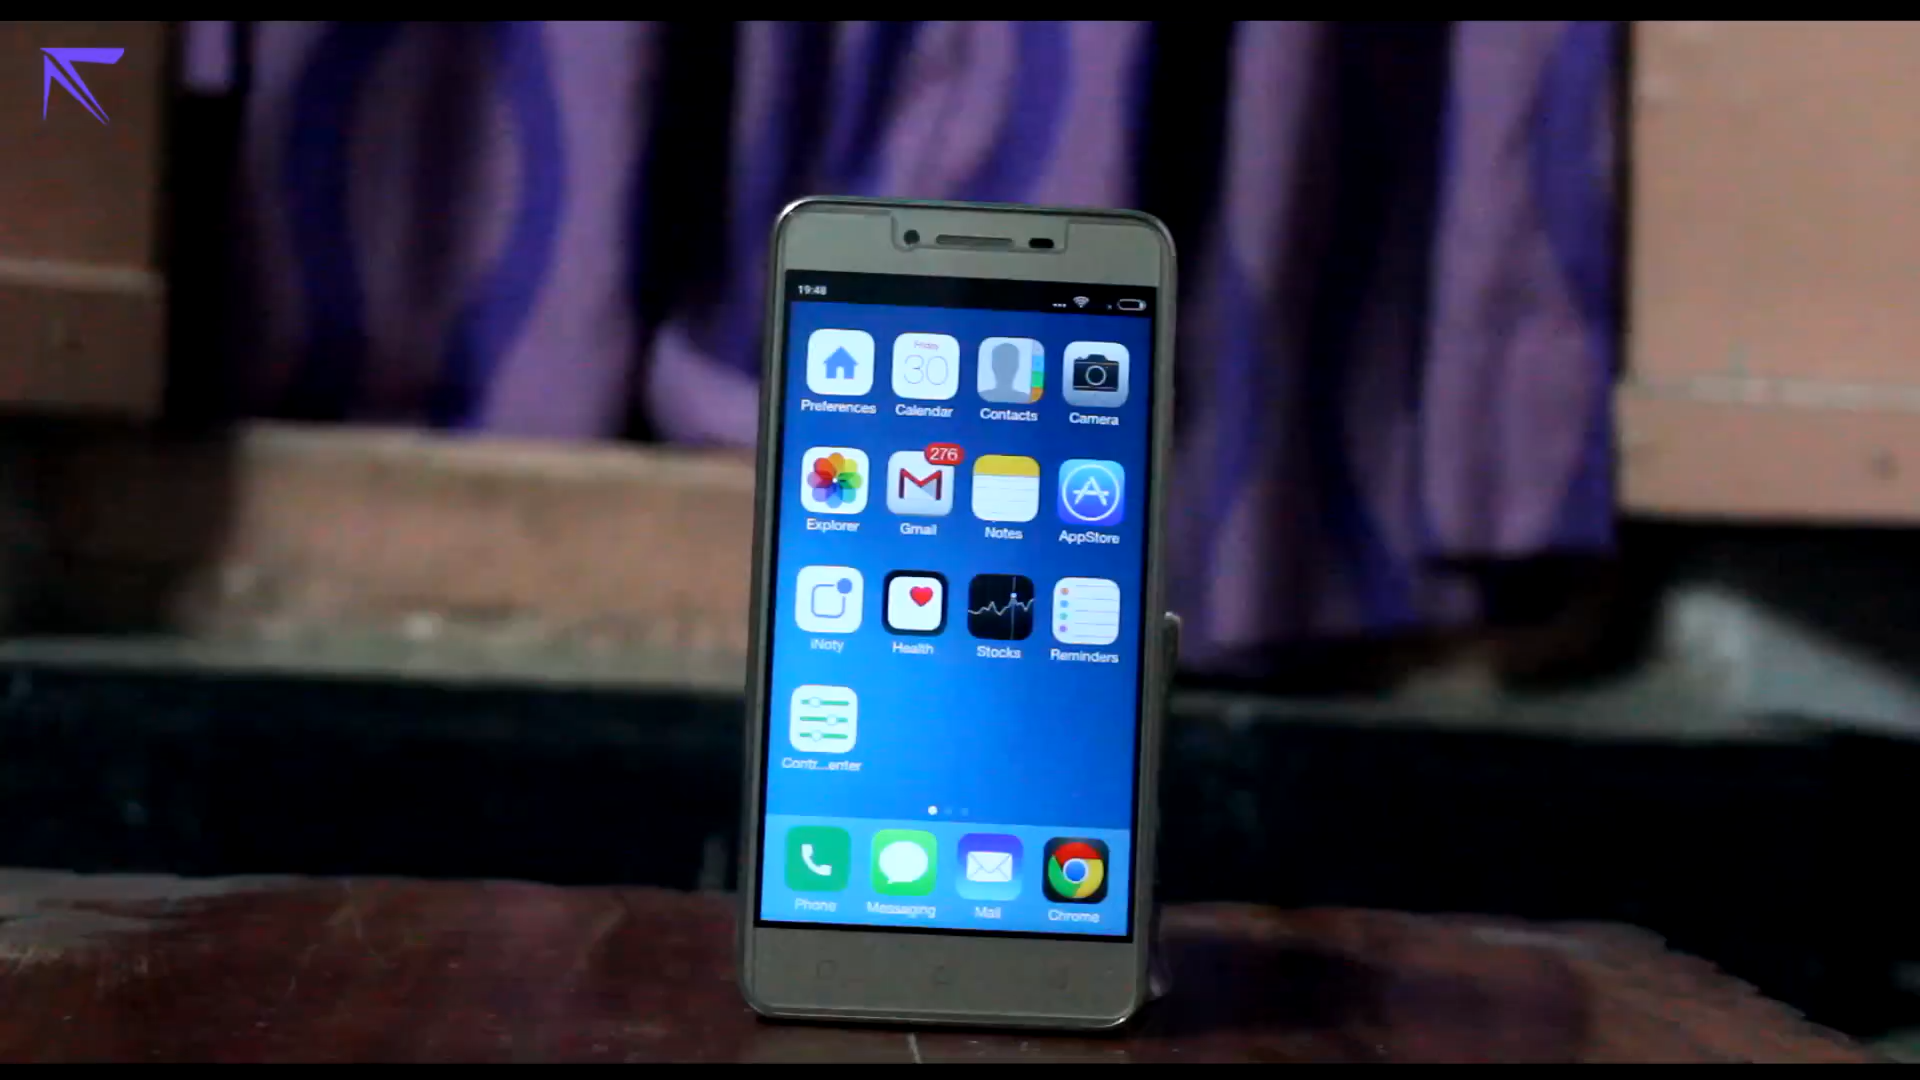 19:48
Preferences Calendar Contacts Camera
30
276
Explorer Gmail Notes AppStore
iNoty Health Stocks Reminders
Contr...enter
Phone Messaging Mail Chrome